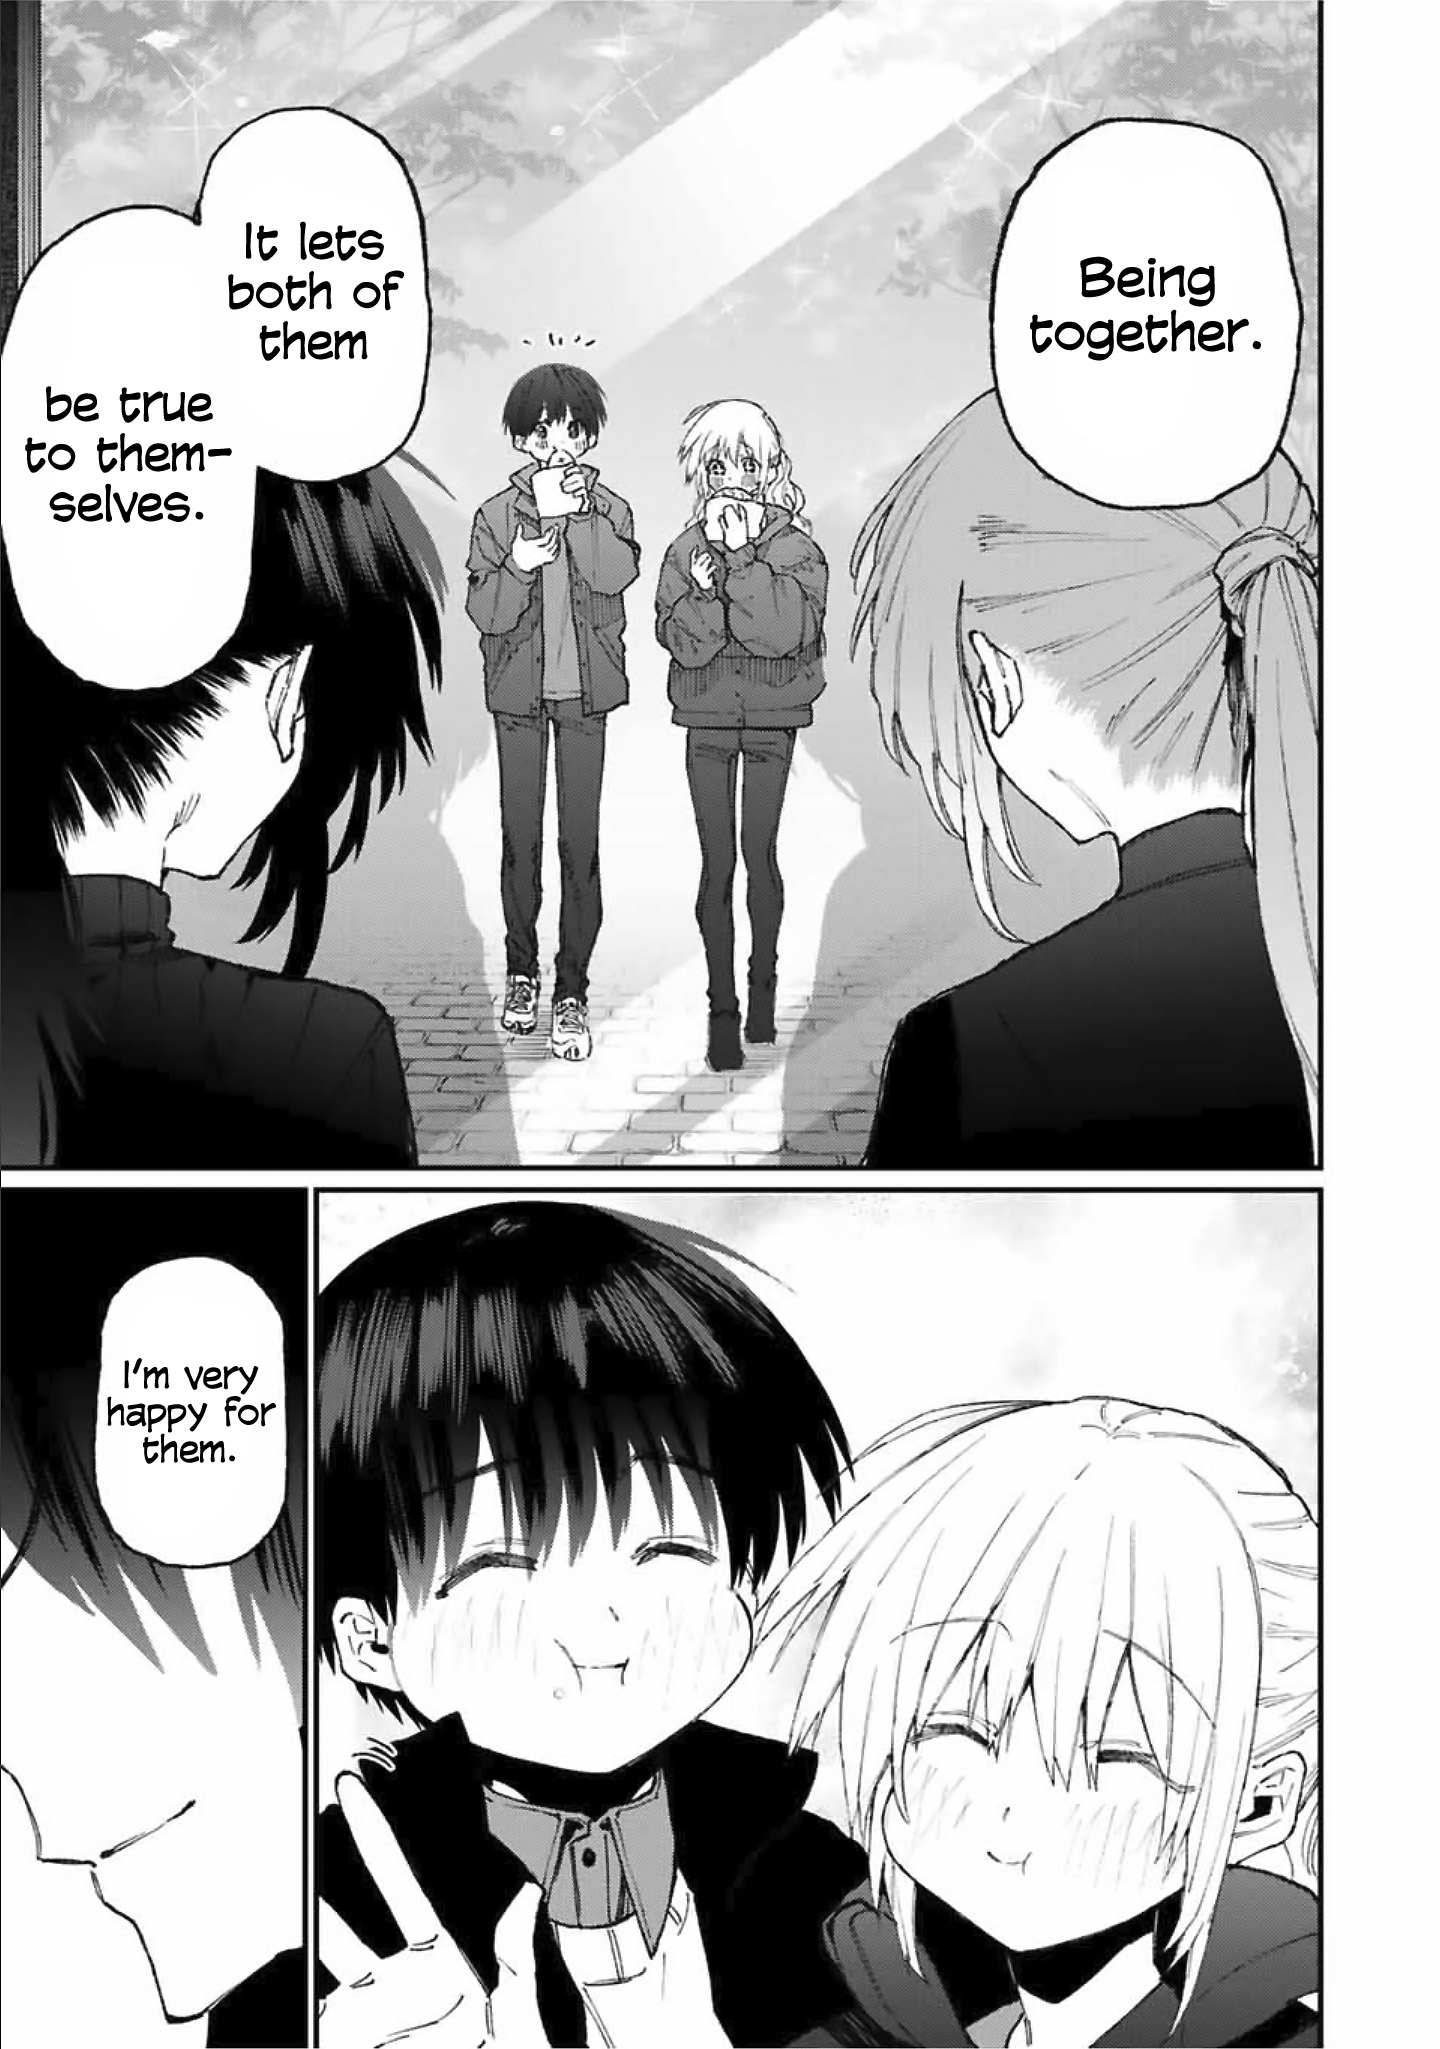 Being
together.
It lets
both of
them
be true
to them-
selves.
I'm very
happy for
them.